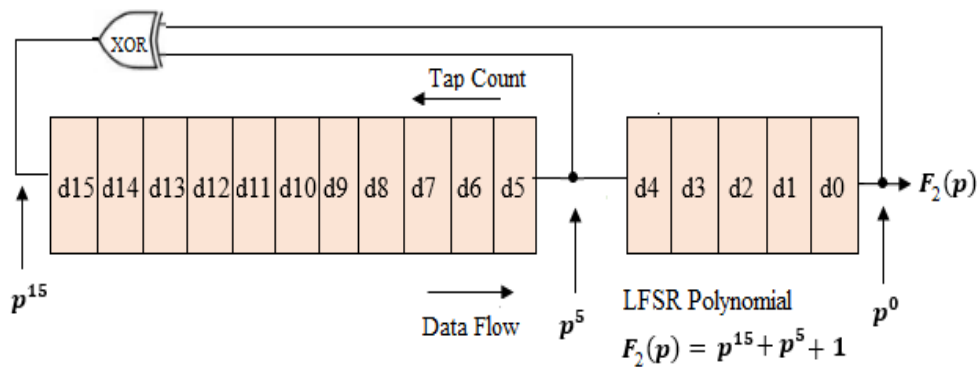 XOR
Tap Count
d15 d14 d13 d12 d11 d10 d9 d8 d7 d6 d5 d4 d3 d2 d1 d0
F₂(p)
p¹⁵
p⁵
p⁰
Data Flow
LFSR Polynomial
F₂(p) = p¹⁵ + p⁵ + 1